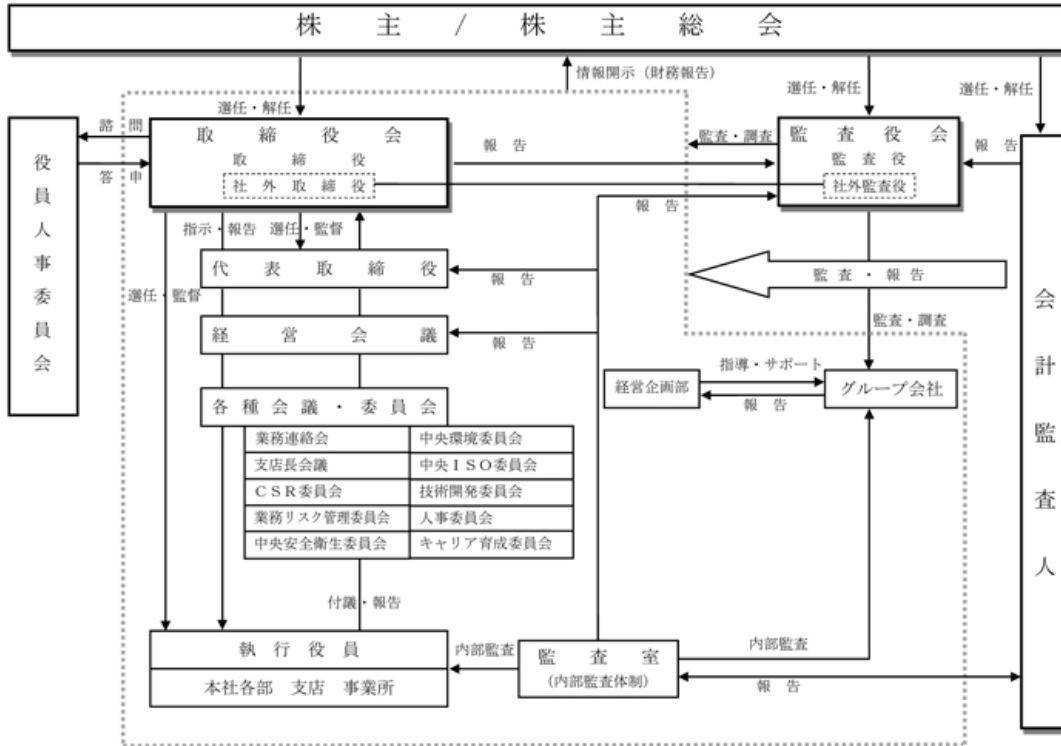 株主/株主総会
情報開示（財務報告）
選任・解任
選任・解任
選任・解任
諮問
答申
役員人事委員会
取締役会
取締役
社外取締役
報告
監査・調査
監査役会
監査役
社外監査役
報告
報告
指示・報告
選任・監督
代表取締役
報告
監査・報告
選任・監督
経営会議
報告
監査・調査
会計監査人
指導・サポート
経営企画部
報告
グループ会社
各種会議・委員会
業務連絡会
中央環境委員会
支店長会議
中央ＩＳＯ委員会
ＣＳＲ委員会
技術開発委員会
業務リスク管理委員会
人事委員会
中央安全衛生委員会
キャリア育成委員会
付議・報告
執行役員
本社各部 支店 事業所
内部監査
監査室
（内部監査体制）
内部監査
報告